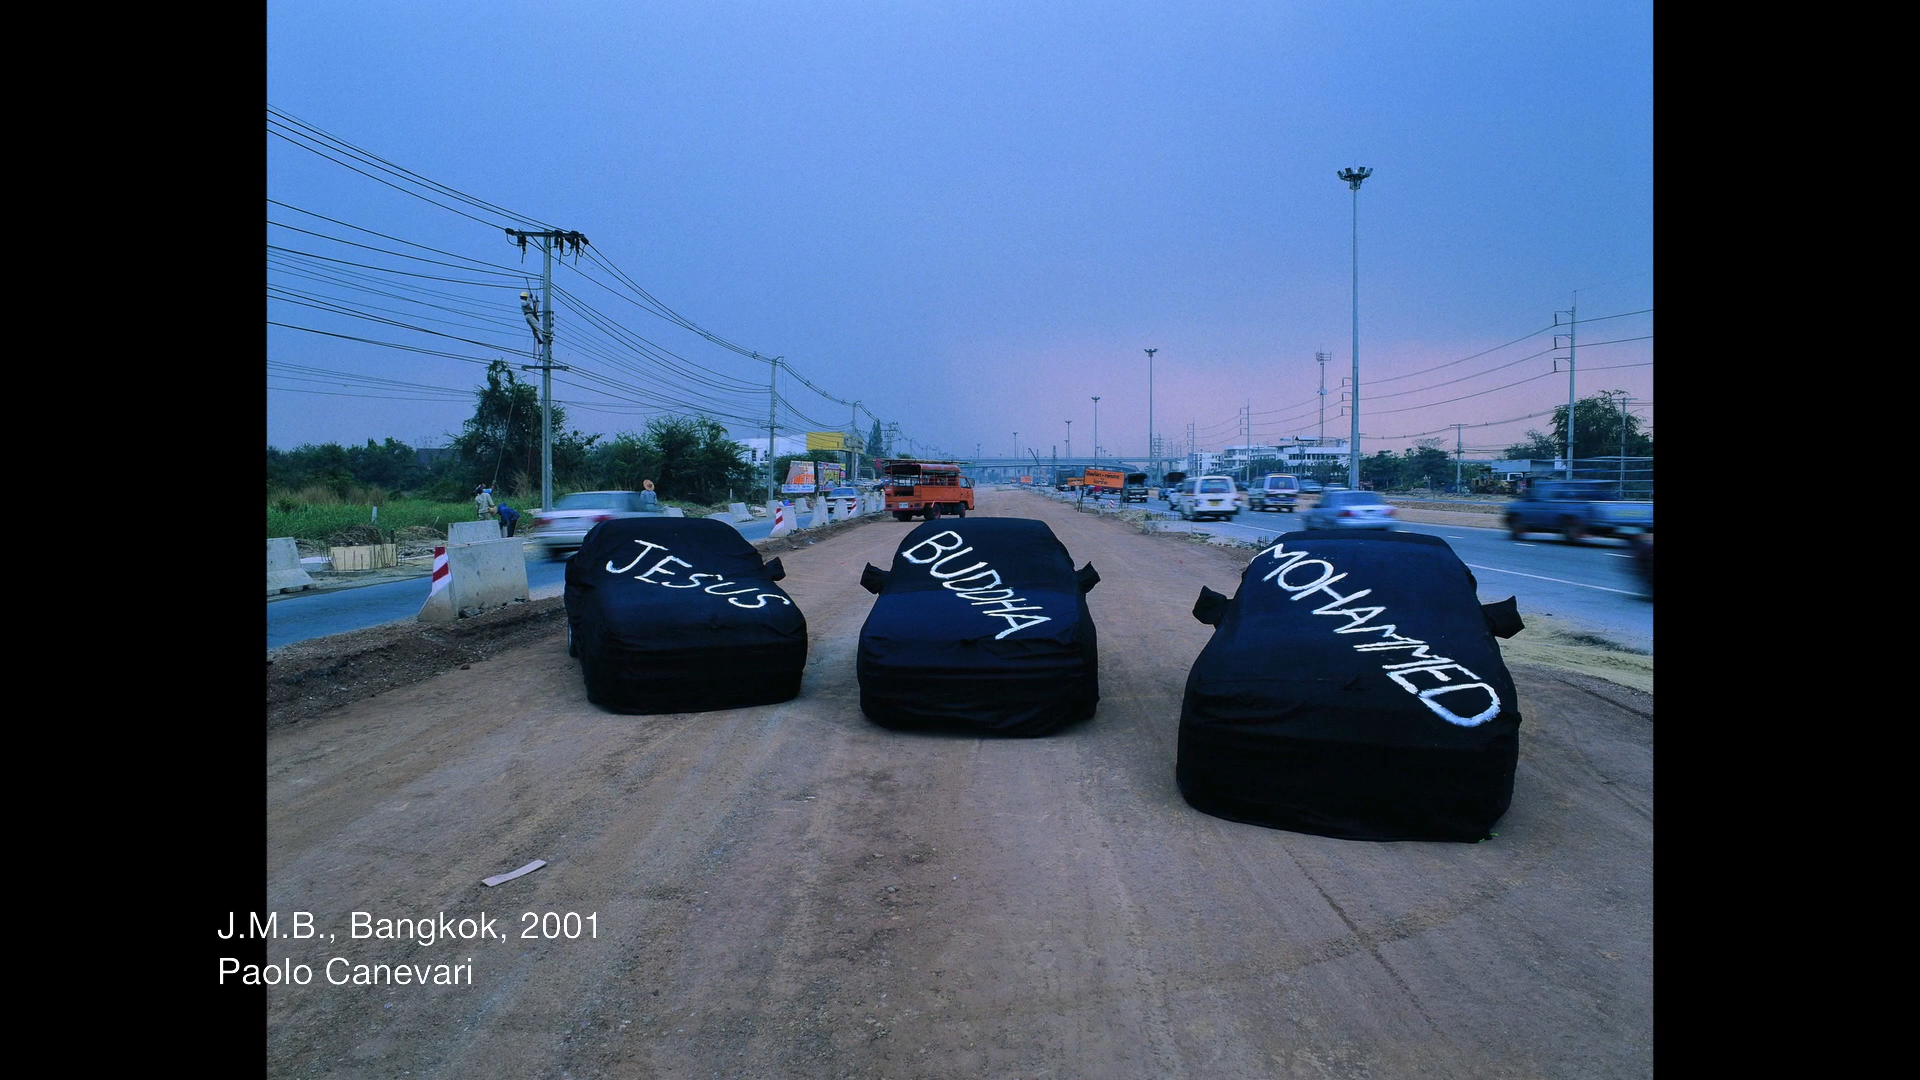 JESUS
BUDDHA
MOHAMMED
J.M.B., Bangkok, 2001
Paolo Canevari